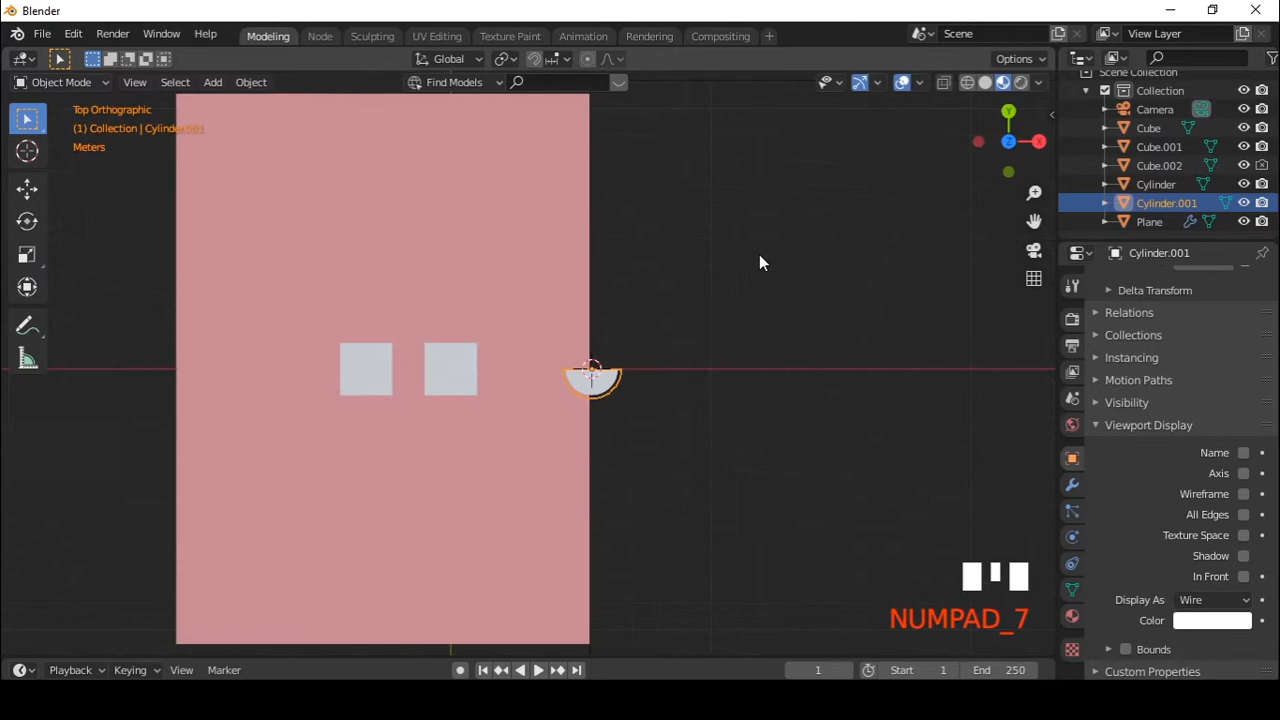 Blender
File Edit Render Window Help
Modeling Node Sculpting UV Editing Texture Paint Animation Rendering Compositing
Scene
View Layer
Global
Options
Scene Collection
Object Mode View Select Add Object
Find Models
Collection
Top Orthographic
Camera
(1) Collection | Cylinder.001
Cube
Meters
Cube.001
Cube.002
Cylinder
Cylinder.001
Plane
Y
Z
X
Cylinder.001
Delta Transform
Relations
Collections
Instancing
Motion Paths
Visibility
Viewport Display
Name
Axis
Wireframe
All Edges
Texture Space
Shadow
In Front
Display As Wire
Color
Bounds
Custom Properties
NUMPAD_7
Playback Keying View Marker
1
Start 1
End 250